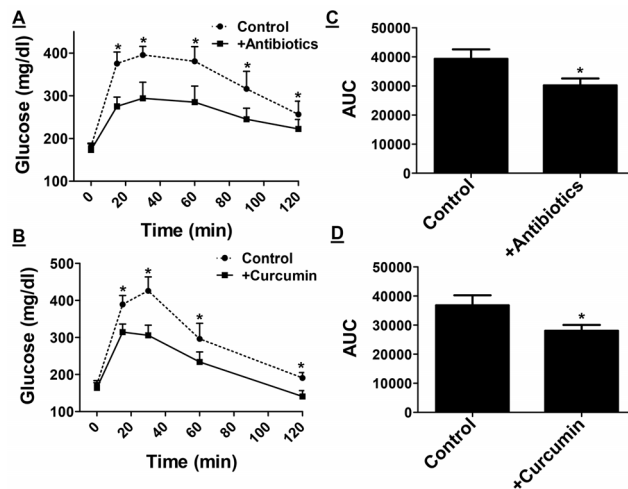 A
Control
+Antibiotics
Glucose (mg/dl)
400
300
200
100
* * * * *
0 20 40 60 80 100 120
Time (min)
B
Control
+Curcumin
Glucose (mg/dl)
500
400
300
200
100
* * * *
0 20 40 60 80 100 120
Time (min)
C
AUC
50000
40000
30000
20000
10000
0
*
Control
+Antibiotics
D
AUC
50000
40000
30000
20000
10000
0
*
Control
+Curcumin